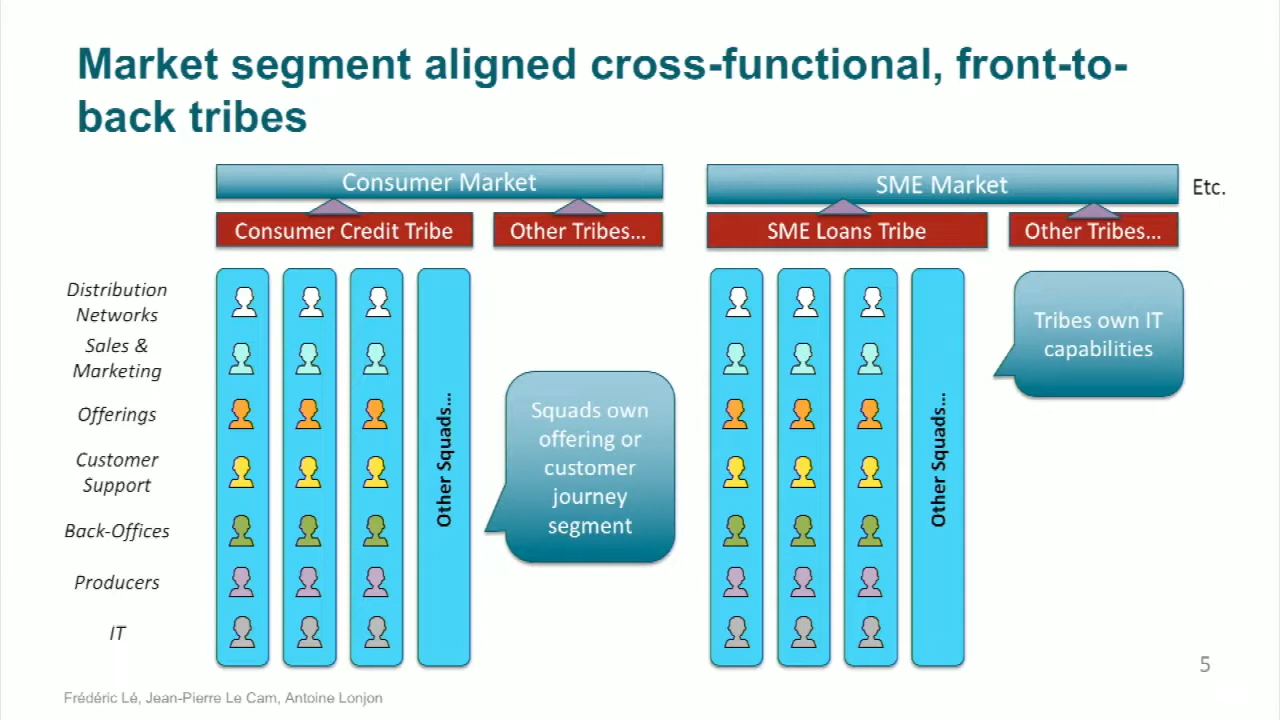 Market segment aligned cross-functional, front-to-
back tribes
Consumer Market
SME Market
Etc.
Consumer Credit Tribe
Other Tribes...
SME Loans Tribe
Other Tribes...
Distribution
Networks
Sales &
Marketing
Offerings
Customer
Support
Back-Offices
Producers
IT
Other Squads...
Squads own
offering or
customer
journey
segment
Other Squads...
Tribes own IT
capabilities
5
Frédéric Lé, Jean-Pierre Le Cam, Antoine Lonjon